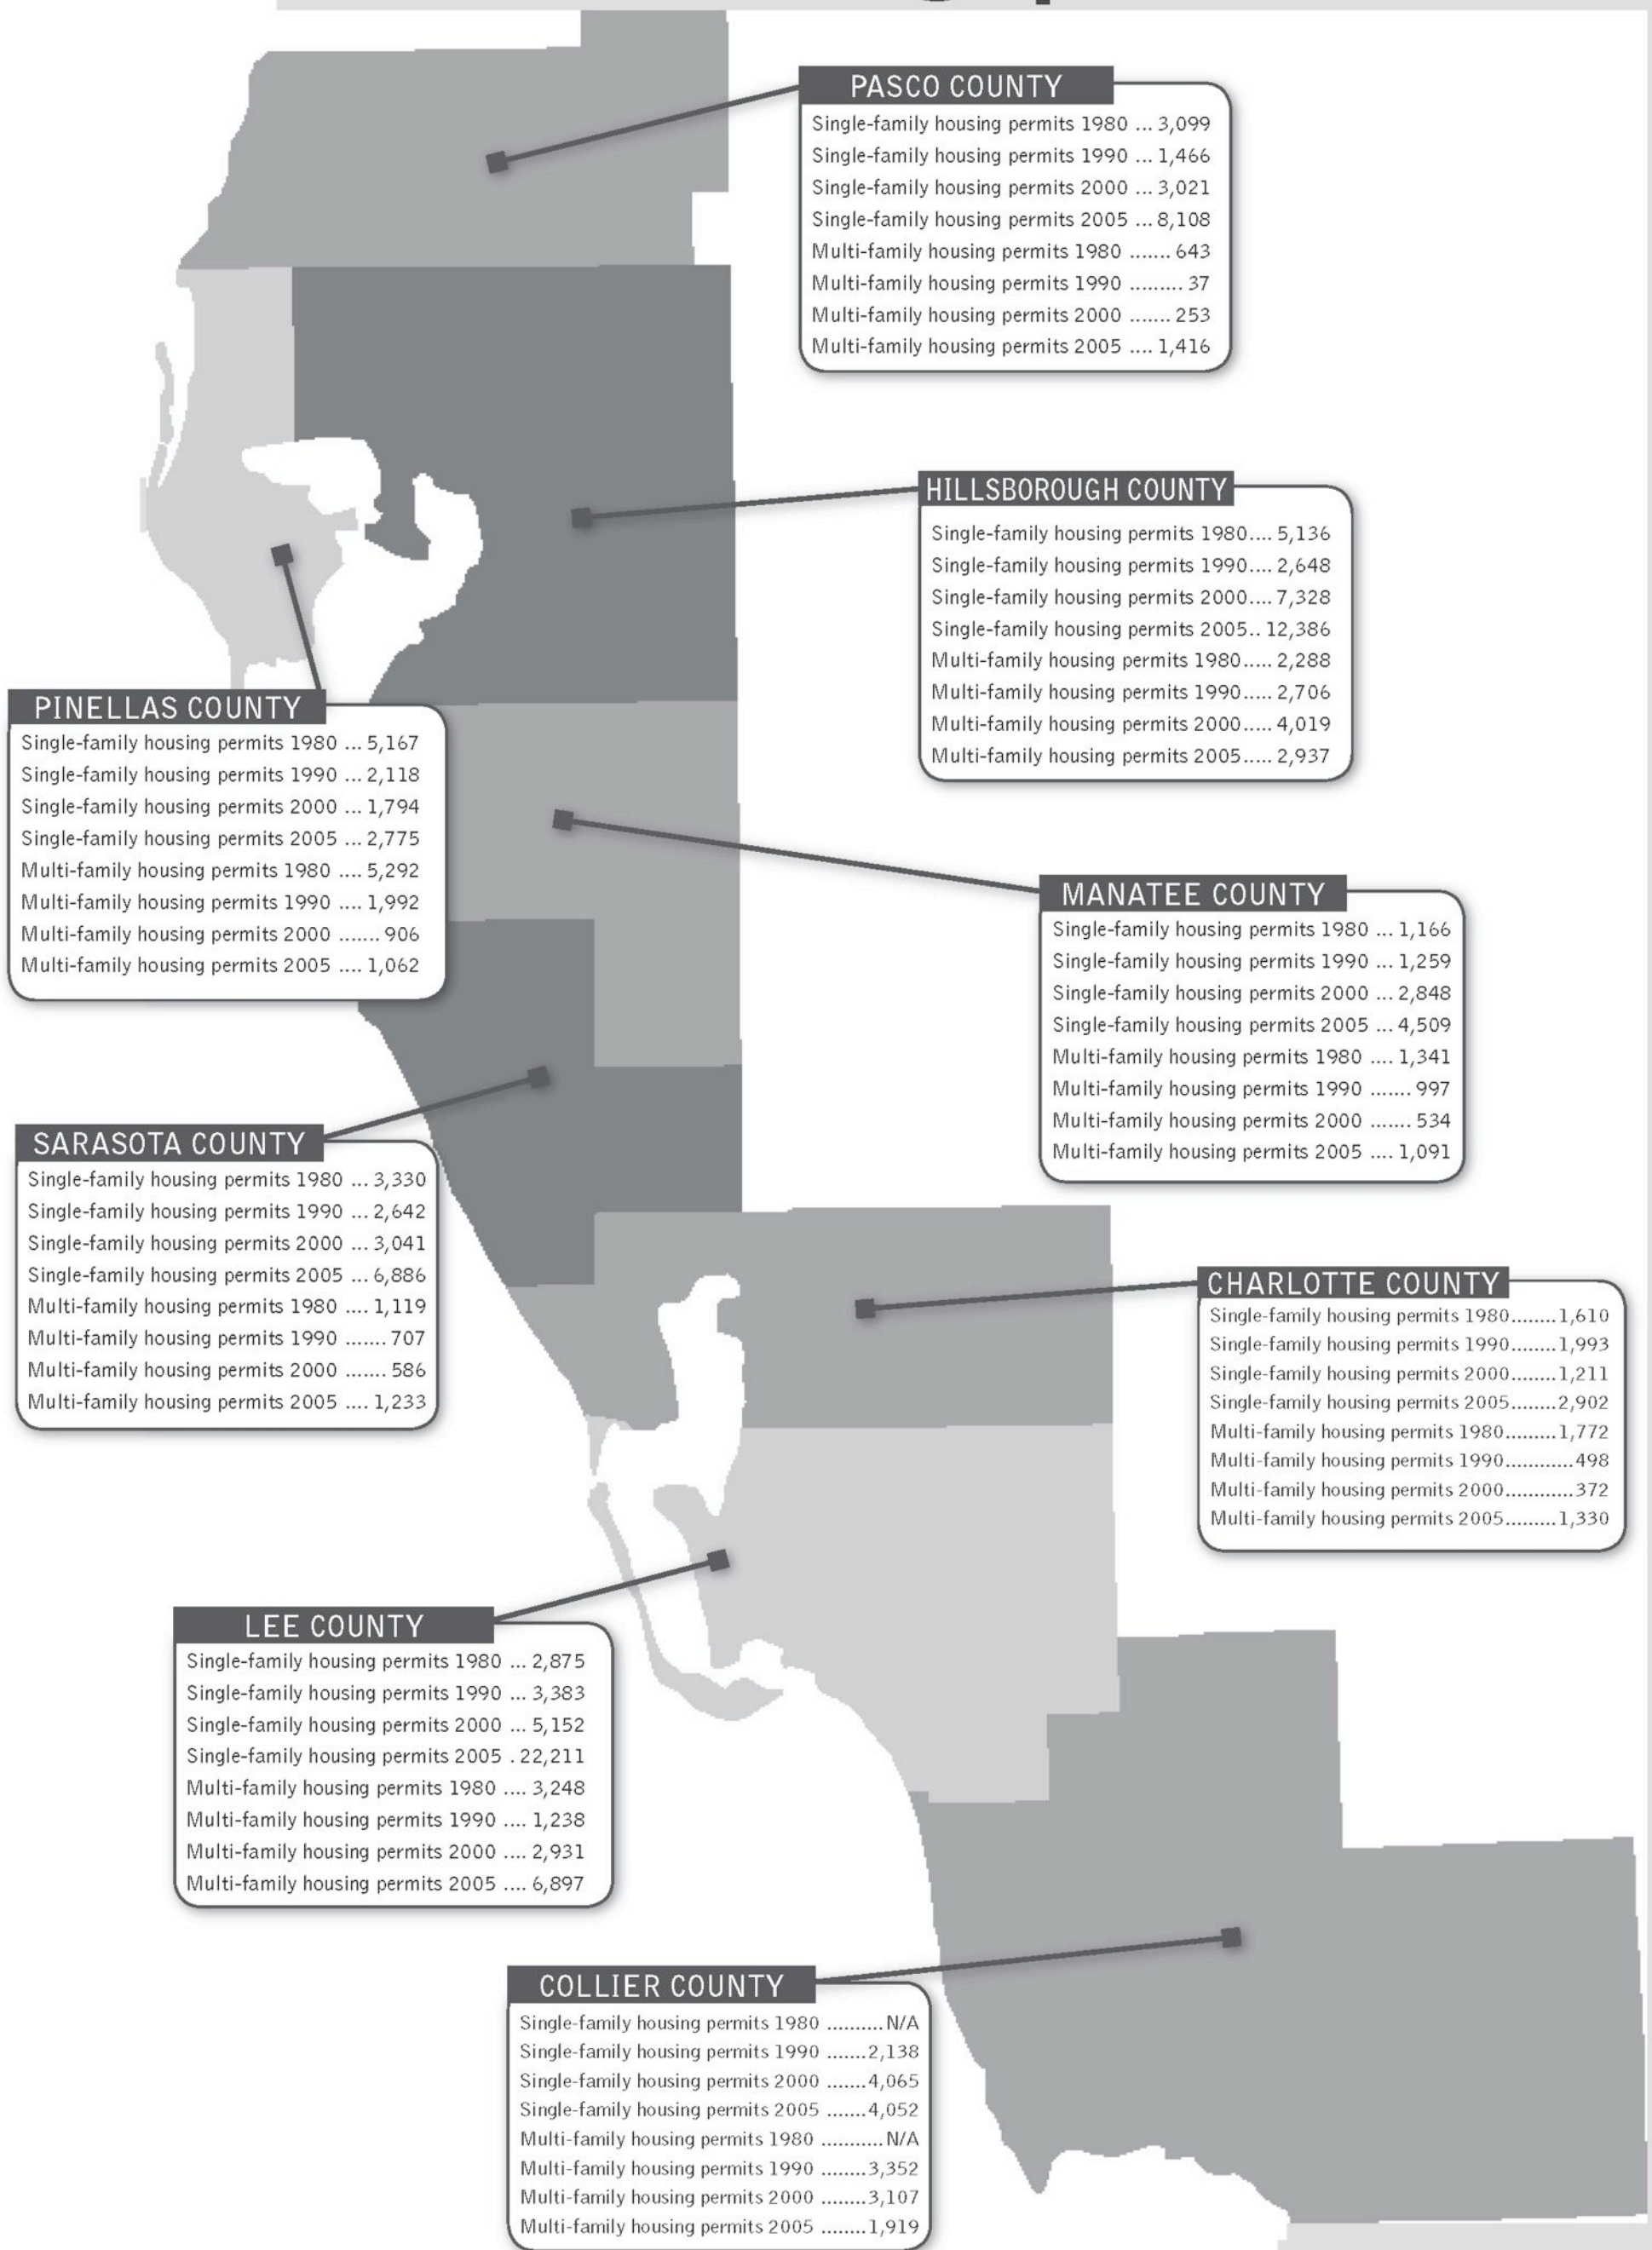 PASCO COUNTY
Single-family housing permits 1980 ... 3,099
Single-family housing permits 1990 ... 1,466
Single-family housing permits 2000 ... 3,021
Single-family housing permits 2005 ... 8,108
Multi-family housing permits 1980 ....... 643
Multi-family housing permits 1990 ......... 37
Multi-family housing permits 2000 ....... 253
Multi-family housing permits 2005 .... 1,416
HILLSBOROUGH COUNTY
Single-family housing permits 1980.... 5,136
Single-family housing permits 1990.... 2,648
Single-family housing permits 2000.... 7,328
Single-family housing permits 2005.. 12,386
Multi-family housing permits 1980..... 2,288
Multi-family housing permits 1990..... 2,706
Multi-family housing permits 2000..... 4,019
Multi-family housing permits 2005..... 2,937
PINELLAS COUNTY
Single-family housing permits 1980 ... 5,167
Single-family housing permits 1990 ... 2,118
Single-family housing permits 2000 ... 1,794
Single-family housing permits 2005 ... 2,775
Multi-family housing permits 1980 .... 5,292
Multi-family housing permits 1990 .... 1,992
Multi-family housing permits 2000 ....... 906
Multi-family housing permits 2005 .... 1,062
MANATEE COUNTY
Single-family housing permits 1980 ... 1,166
Single-family housing permits 1990 ... 1,259
Single-family housing permits 2000 ... 2,848
Single-family housing permits 2005 ... 4,509
Multi-family housing permits 1980 .... 1,341
Multi-family housing permits 1990 ....... 997
Multi-family housing permits 2000 ....... 534
Multi-family housing permits 2005 .... 1,091
SARASOTA COUNTY
Single-family housing permits 1980 ... 3,330
Single-family housing permits 1990 ... 2,642
Single-family housing permits 2000 ... 3,041
Single-family housing permits 2005 ... 6,886
Multi-family housing permits 1980 .... 1,119
Multi-family housing permits 1990 ....... 707
Multi-family housing permits 2000 ....... 586
Multi-family housing permits 2005 .... 1,233
CHARLOTTE COUNTY
Single-family housing permits 1980........1,610
Single-family housing permits 1990........1,993
Single-family housing permits 2000........1,211
Single-family housing permits 2005........2,902
Multi-family housing permits 1980.........1,772
Multi-family housing permits 1990............498
Multi-family housing permits 2000............372
Multi-family housing permits 2005.........1,330
LEE COUNTY
Single-family housing permits 1980 ... 2,875
Single-family housing permits 1990 ... 3,383
Single-family housing permits 2000 ... 5,152
Single-family housing permits 2005 . 22,211
Multi-family housing permits 1980 .... 3,248
Multi-family housing permits 1990 .... 1,238
Multi-family housing permits 2000 .... 2,931
Multi-family housing permits 2005 .... 6,897
COLLIER COUNTY
Single-family housing permits 1980 ..........N/A
Single-family housing permits 1990 .......2,138
Single-family housing permits 2000 .......4,065
Single-family housing permits 2005 .......4,052
Multi-family housing permits 1980 ...........N/A
Multi-family housing permits 1990 ........3,352
Multi-family housing permits 2000 ........3,107
Multi-family housing permits 2005 ........1,919